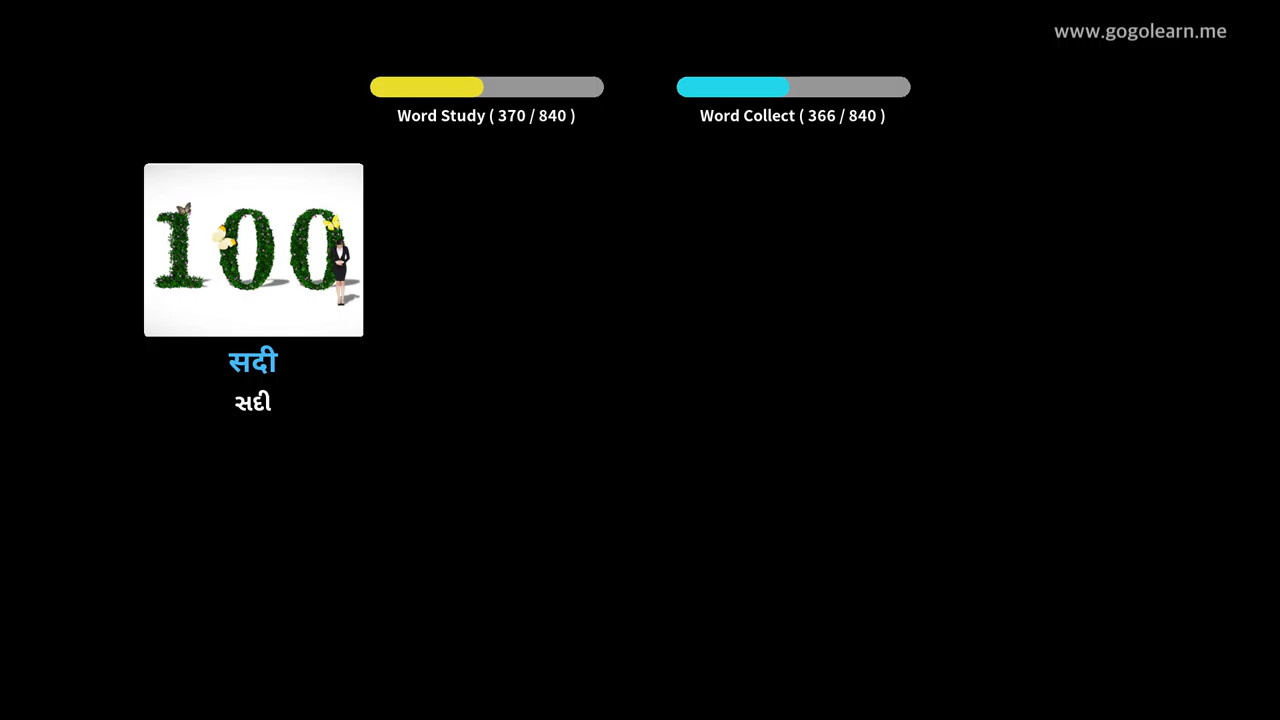 www.gogolearn.me
Word Study ( 370 / 840 )
Word Collect ( 366 / 840 )
100
सदी
સદી